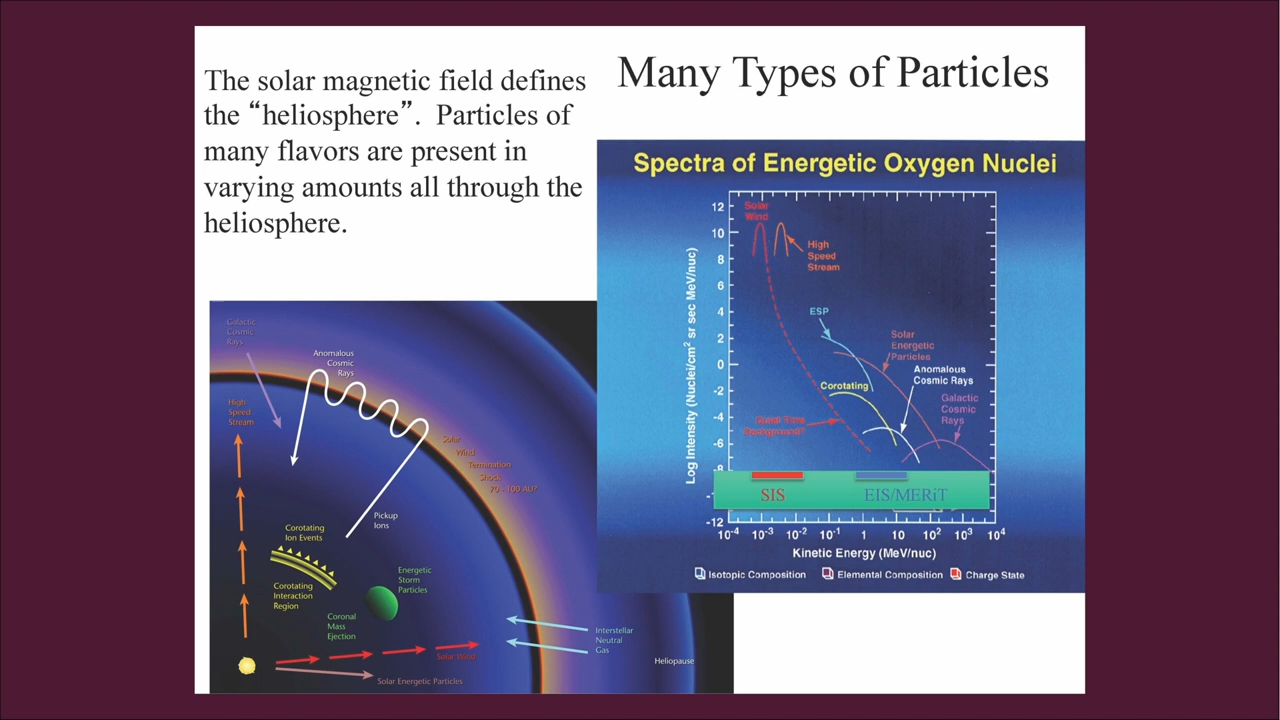 The solar magnetic field defines
the “heliosphere”. Particles of
many flavors are present in
varying amounts all through the
heliosphere.
Many Types of Particles
Spectra of Energetic Oxygen Nuclei
Solar
Wind
High
Speed
Stream
ESP
Solar
Energetic
Particles
Anomalous
Cosmic Rays
Corotating
Galactic
Cosmic
Rays
Quiet Time
Background?
12
10
8
6
4
2
0
-2
-4
-6
-8
-12
Log Intensity (Nuclei/cm² sr sec MeV/nuc)
SIS
EIS/MERiT
10⁻⁴ 10⁻³ 10⁻² 10⁻¹ 1 10 10² 10³ 10⁴
Kinetic Energy (MeV/nuc)
Isotopic Composition Elemental Composition Charge State
Galactic
Cosmic
Rays
Anomalous
Cosmic
Rays
High
Speed
Stream
Solar
Wind
Termination
Shock
70 - 100 AU?
Pickup
Ions
Corotating
Ion Events
Corotating
Interaction
Region
Energetic
Storm
Particles
Coronal
Mass
Ejection
Interstellar
Neutral
Gas
Solar Wind
Heliopause
Solar Energetic Particles